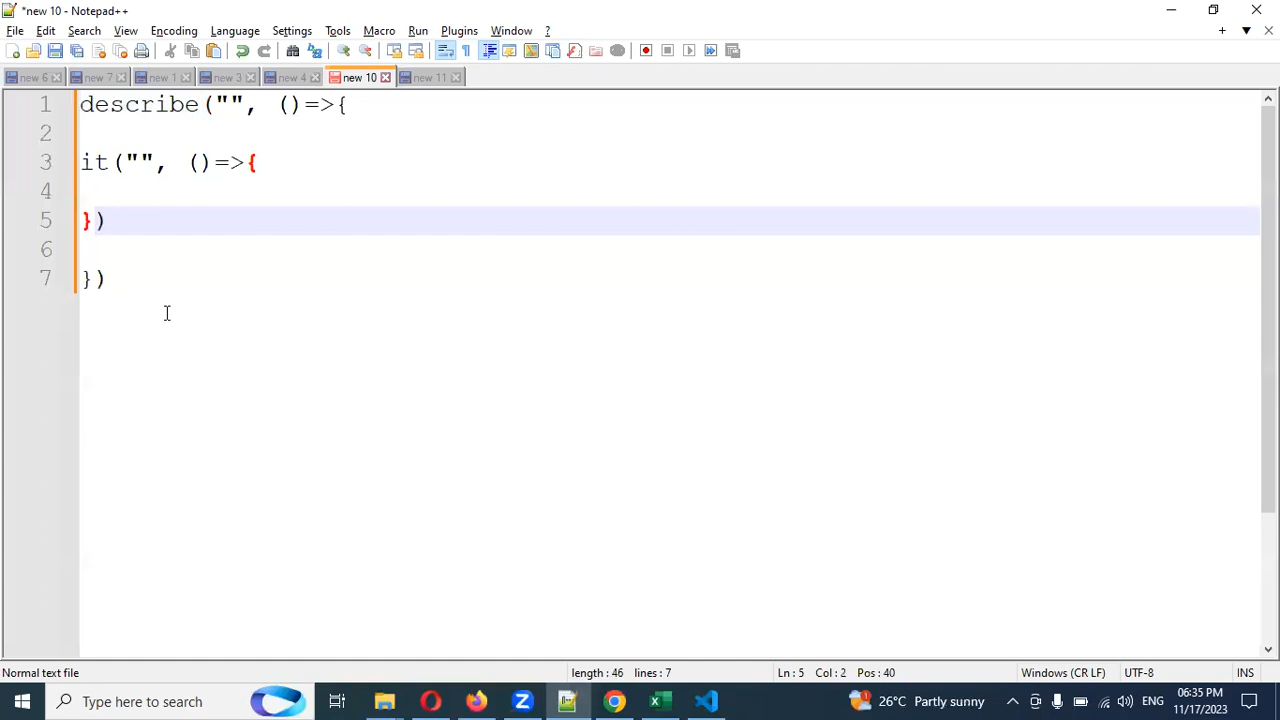 *new 10 - Notepad++
File Edit Search View Encoding Language Settings Tools Macro Run Plugins Window ?
new 6 new 7 new 1 new 3 new 4 new 10 new 11
1 describe("", ()=>{
2
3 it("", ()=>{
4
5 })
6
7 })
Normal text file length : 46 lines : 7 Ln : 5 Col : 2 Pos : 40 Windows (CR LF) UTF-8 INS
Type here to search 26°C Partly sunny ENG 06:35 PM
11/17/2023